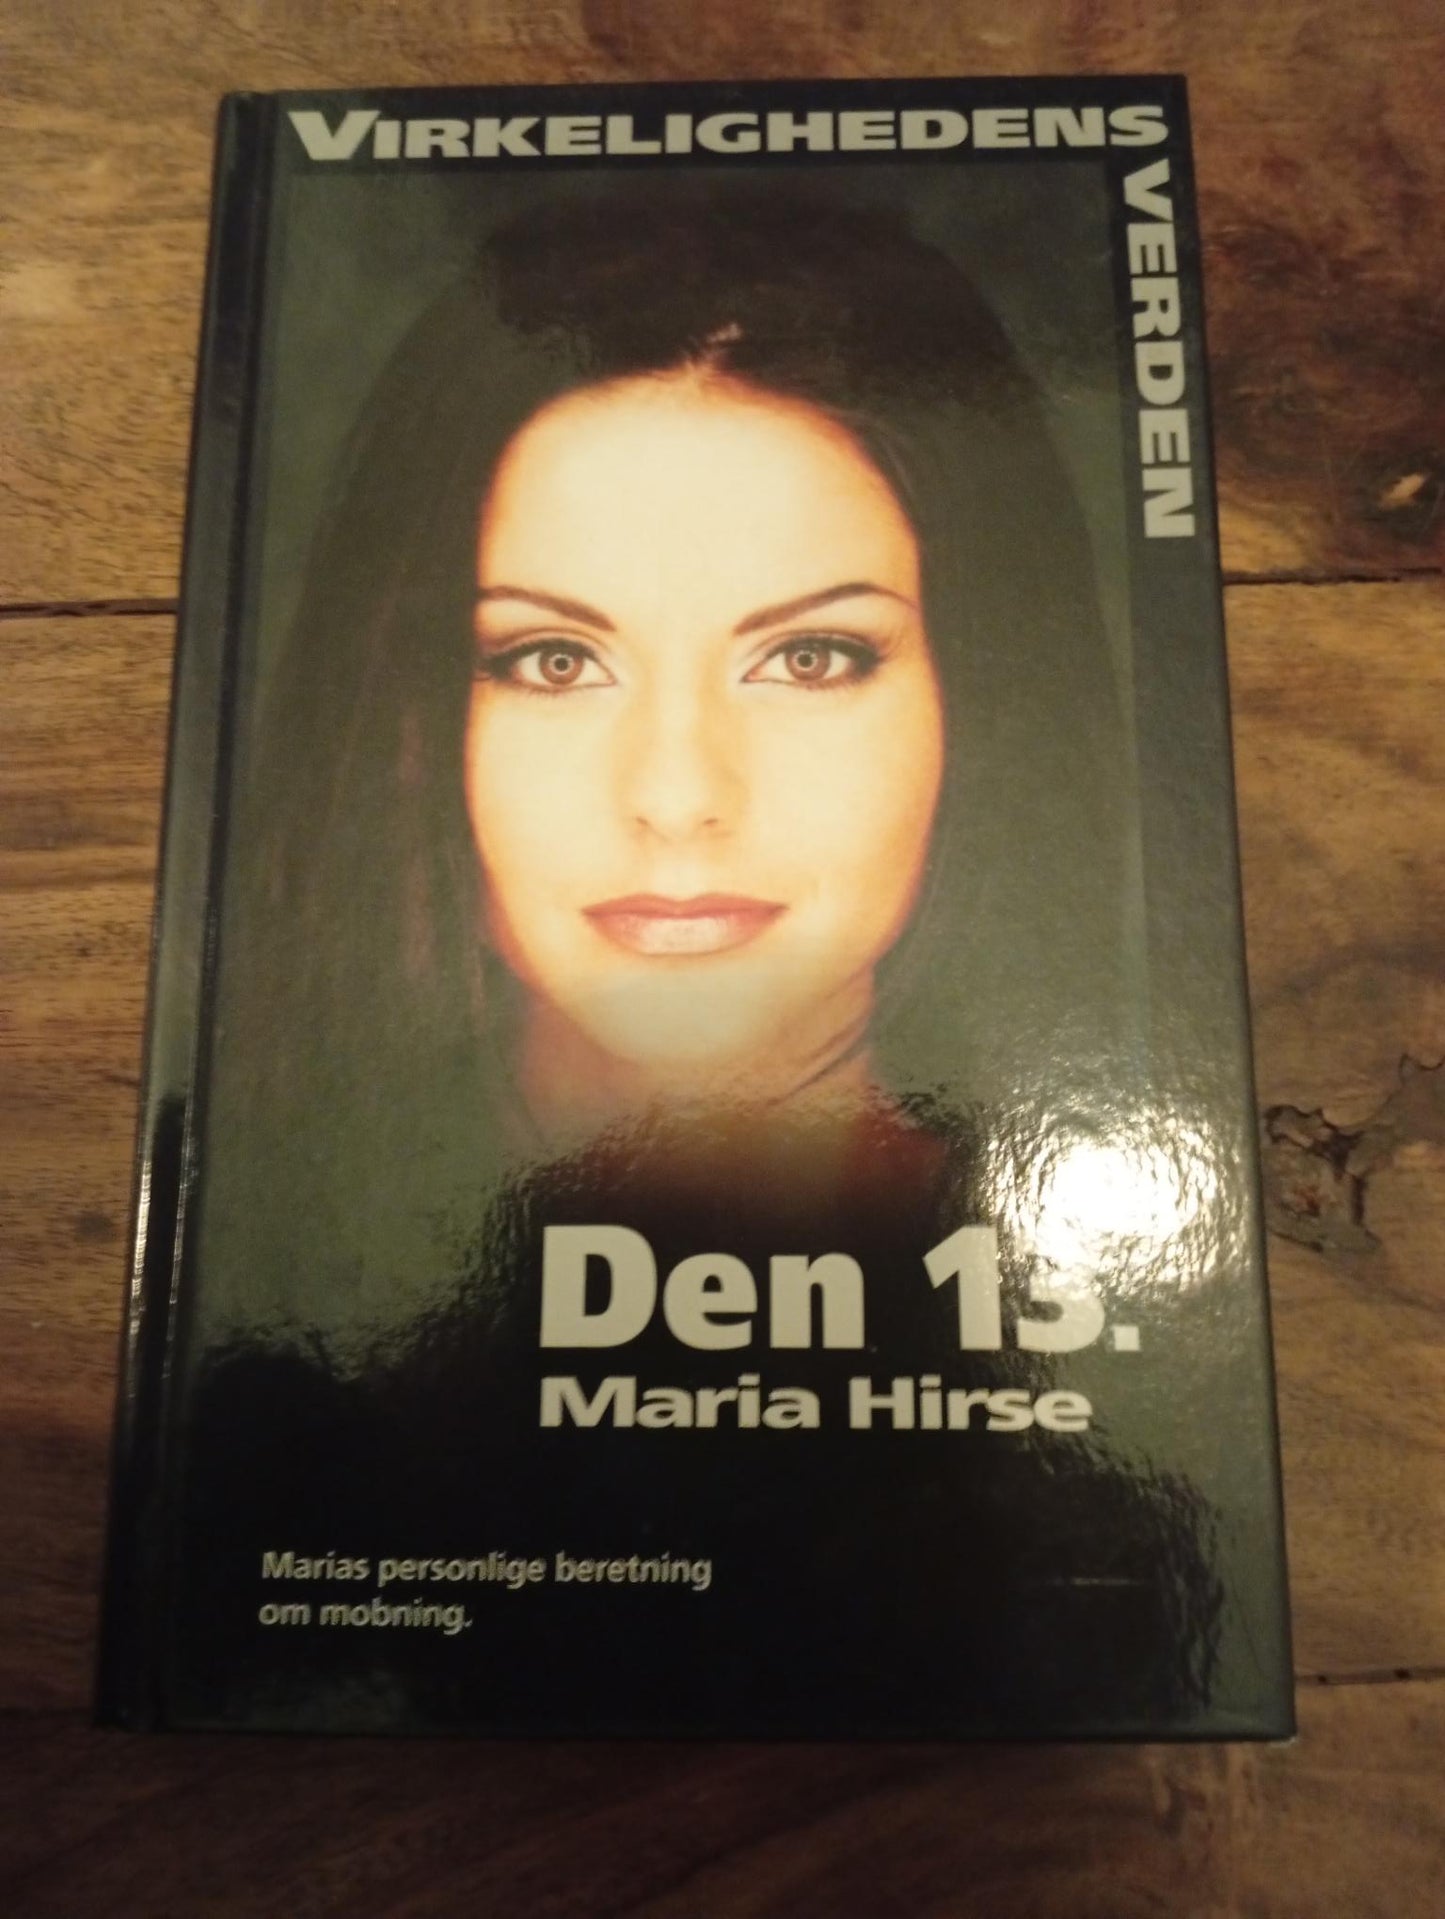 VIRKELIGHEDENS
VERDEN
Den 13.
Maria Hirse
Marias personlige beretning
om mobning.